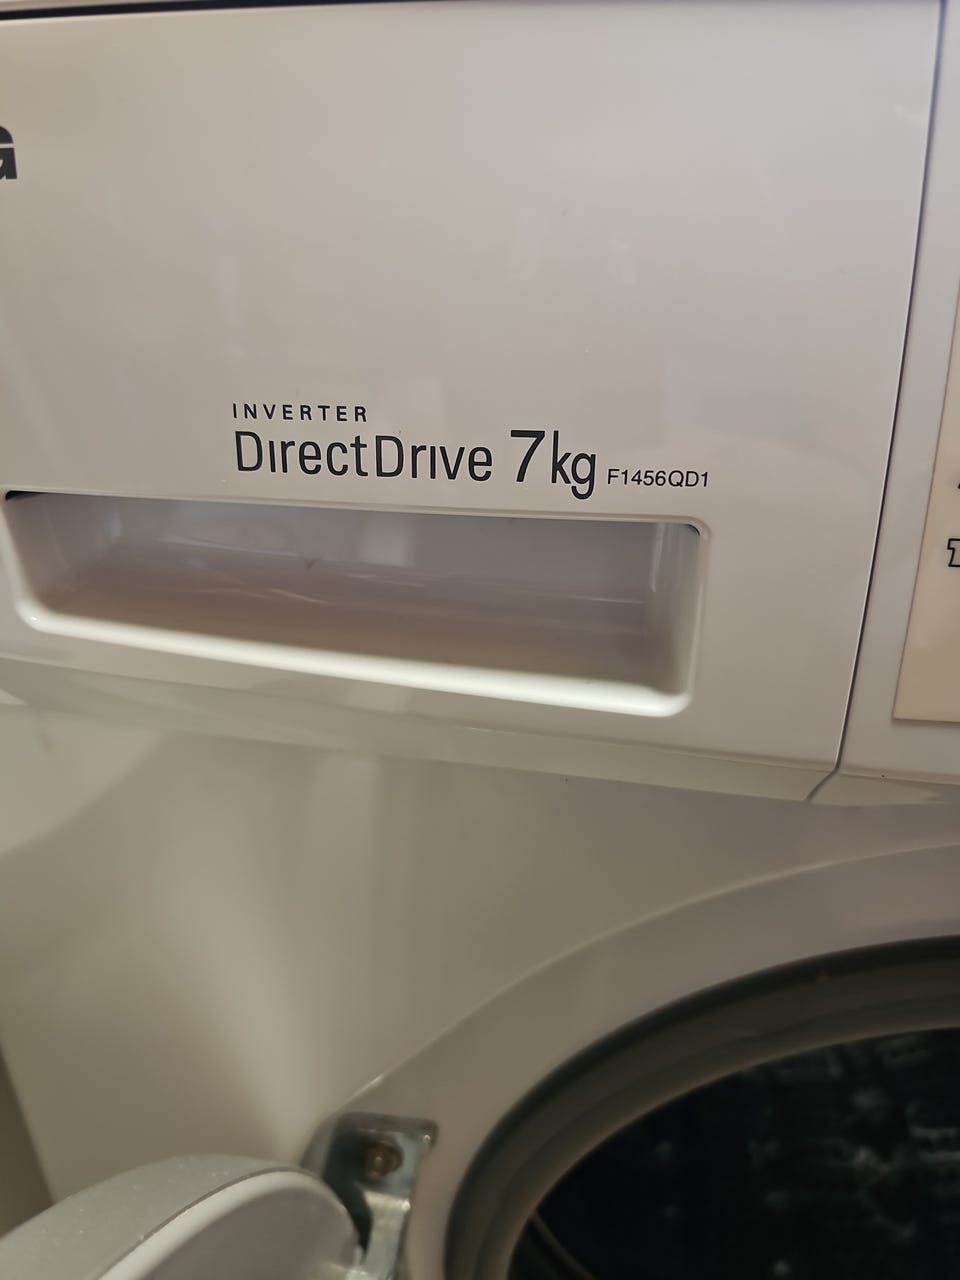 G
INVERTER
DirectDrive 7kg F1456QD1